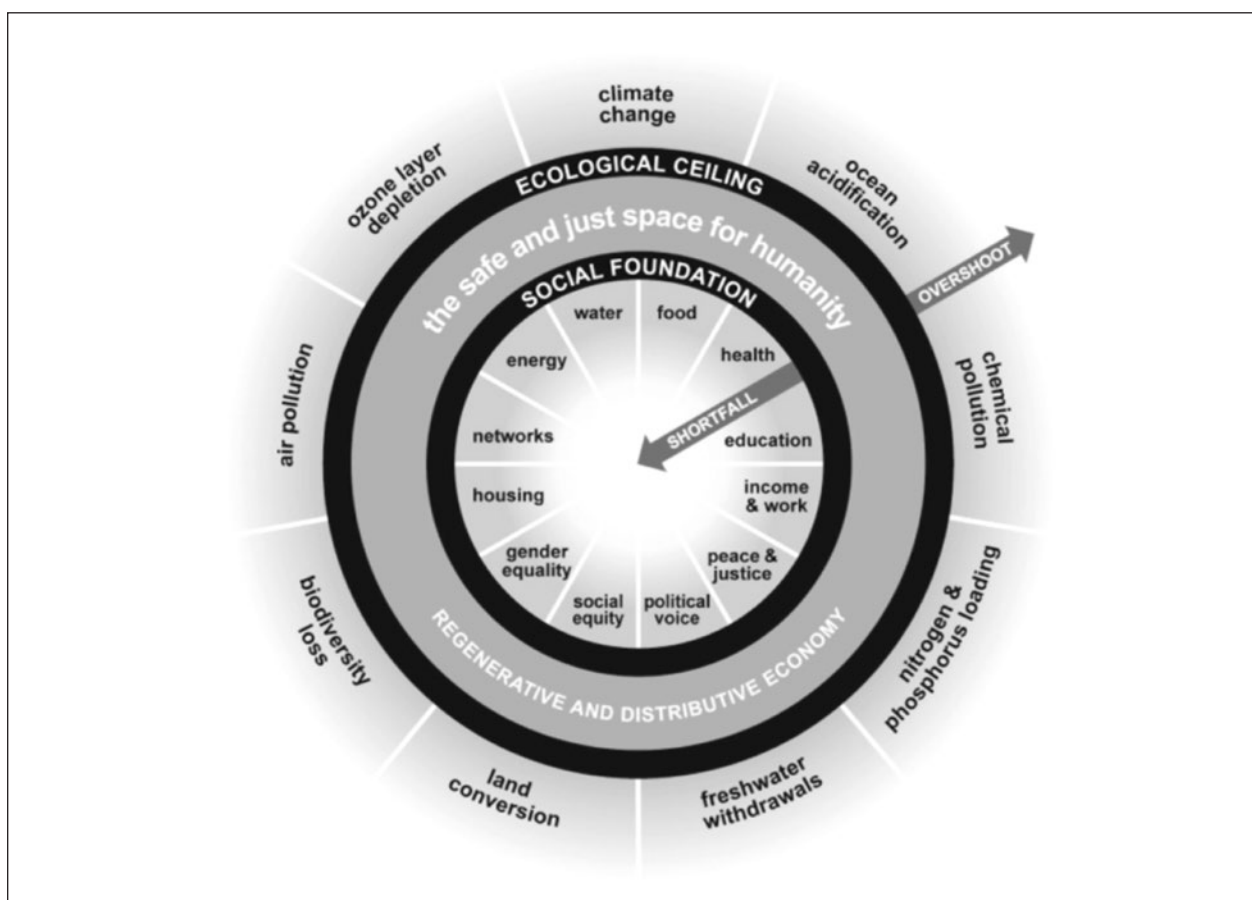 climate
change
ocean
acidification
OVERSHOOT
chemical
pollution
nitrogen &
phosphorus loading
freshwater
withdrawals
land
conversion
biodiversity
loss
air pollution
ozone layer
depletion
ECOLOGICAL CEILING
the safe and just space for humanity
SOCIAL FOUNDATION
water
food
health
SHORTFALL
education
income
& work
peace &
justice
political
voice
social
equity
gender
equality
housing
networks
energy
REGENERATIVE AND DISTRIBUTIVE ECONOMY